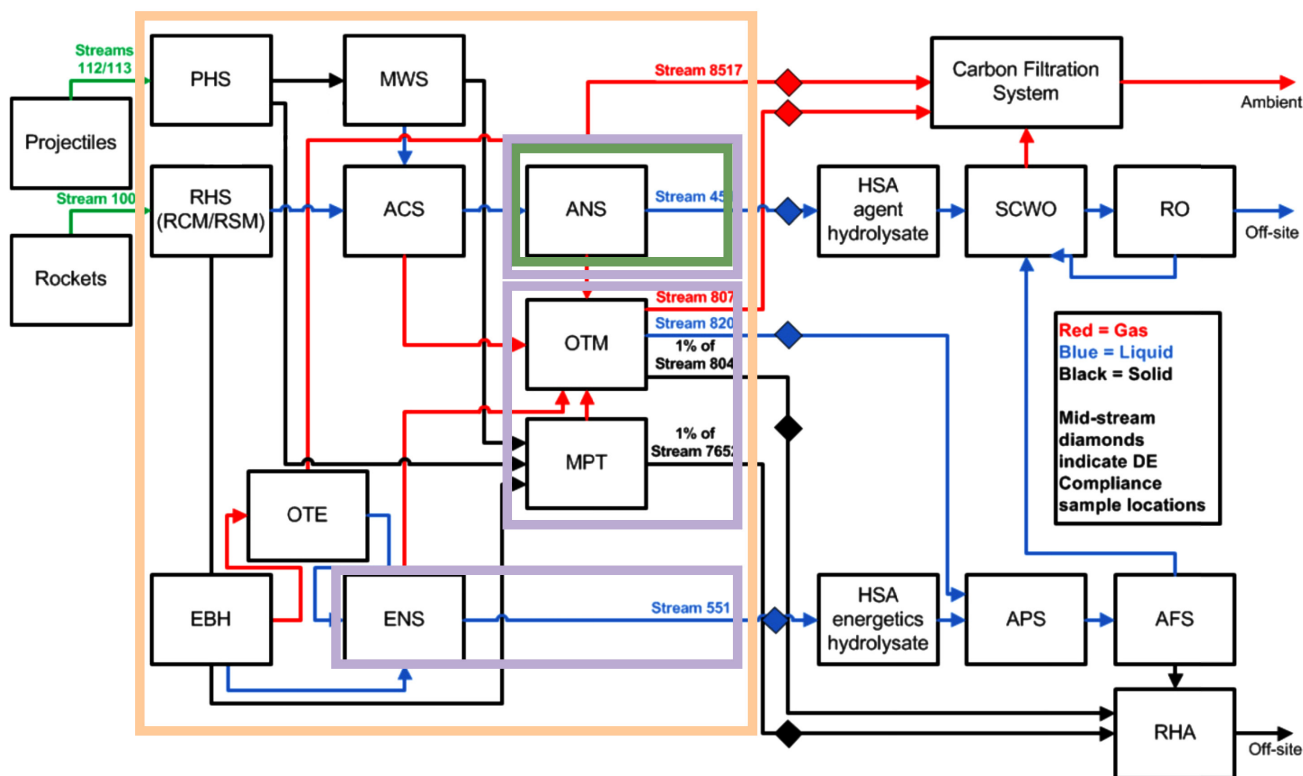 Streams
112/113
PHS
MWS
Stream 8517
Carbon Filtration
System
Ambient
Projectiles
Stream 100
RHS
(RCM/RSM)
ACS
ANS
Stream 451
HSA
agent
hydrolysate
SCWO
RO
Off-site
Rockets
Stream 807
Stream 820
OTM
1% of
Stream 804
Red = Gas
Blue = Liquid
Black = Solid
Mid-stream
diamonds
indicate DE
Compliance
sample locations
1% of
Stream 7652
MPT
OTE
EBH
ENS
Stream 551
HSA
energetics
hydrolysate
APS
AFS
RHA
Off-site